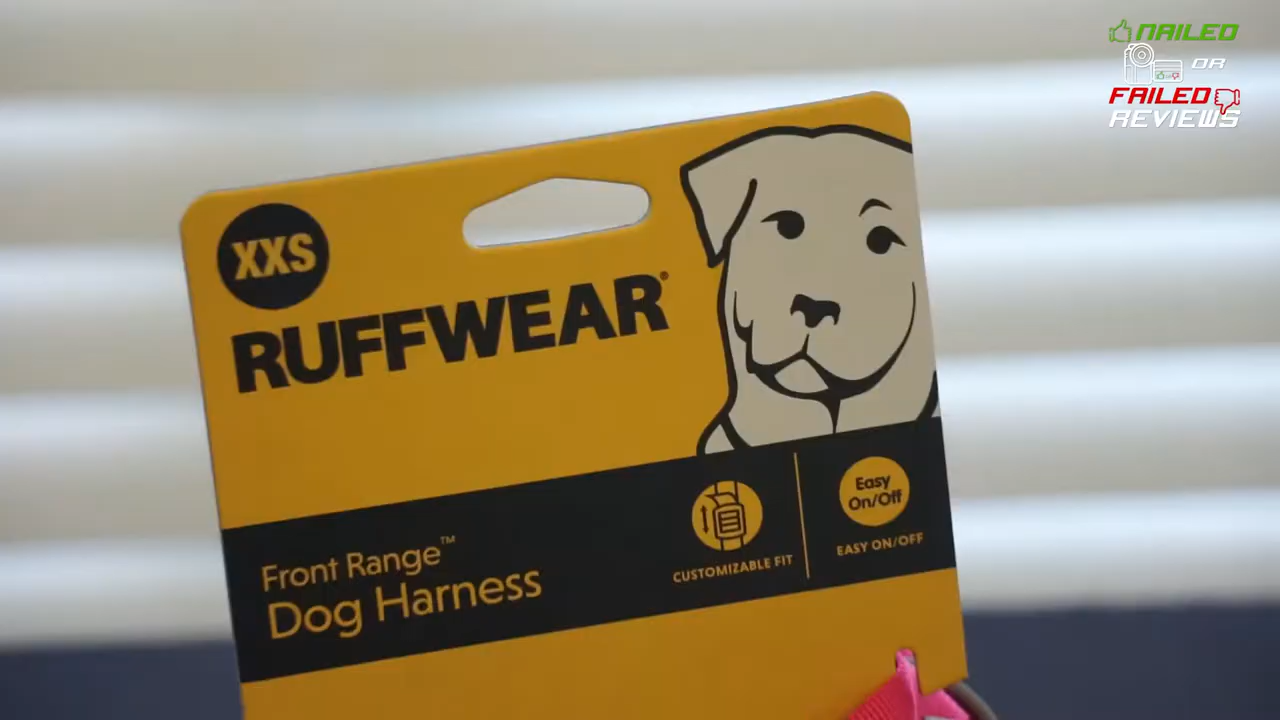 NAILED
OR
FAILED
REVIEWS
XXS
RUFFWEAR®
Front Range™
Dog Harness
CUSTOMIZABLE FIT
Easy
On/Off
EASY ON/OFF